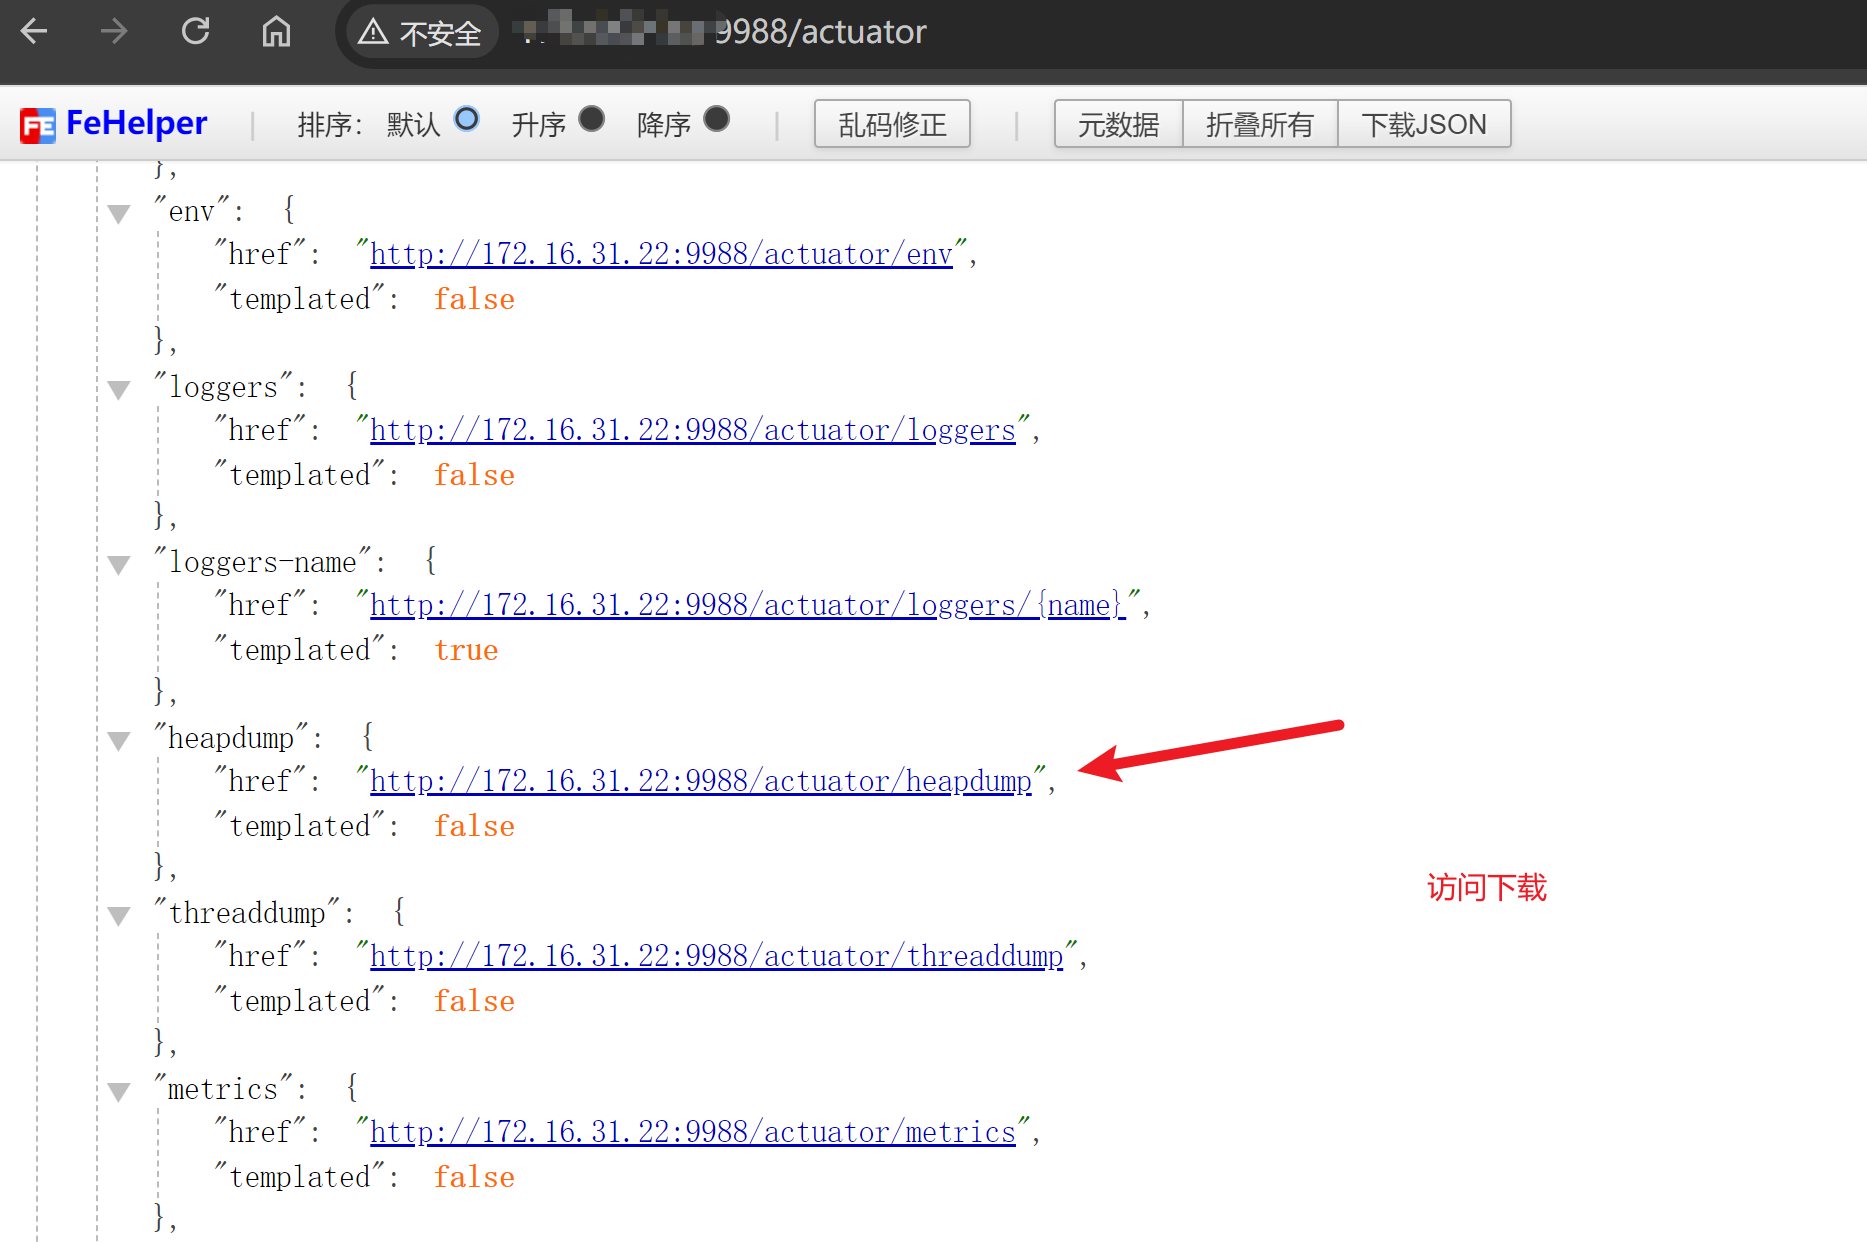 不安全 9988/actuator
FeHelper | 排序: 默认 升序 降序 | 乱码修正 | 元数据 折叠所有 下载JSON
},
"env": {
"href": "http://172.16.31.22:9988/actuator/env",
"templated": false
},
"loggers": {
"href": "http://172.16.31.22:9988/actuator/loggers",
"templated": false
},
"loggers-name": {
"href": "http://172.16.31.22:9988/actuator/loggers/{name}",
"templated": true
},
"heapdump": {
"href": "http://172.16.31.22:9988/actuator/heapdump",
"templated": false
},
访问下载
"threaddump": {
"href": "http://172.16.31.22:9988/actuator/threaddump",
"templated": false
},
"metrics": {
"href": "http://172.16.31.22:9988/actuator/metrics",
"templated": false
},